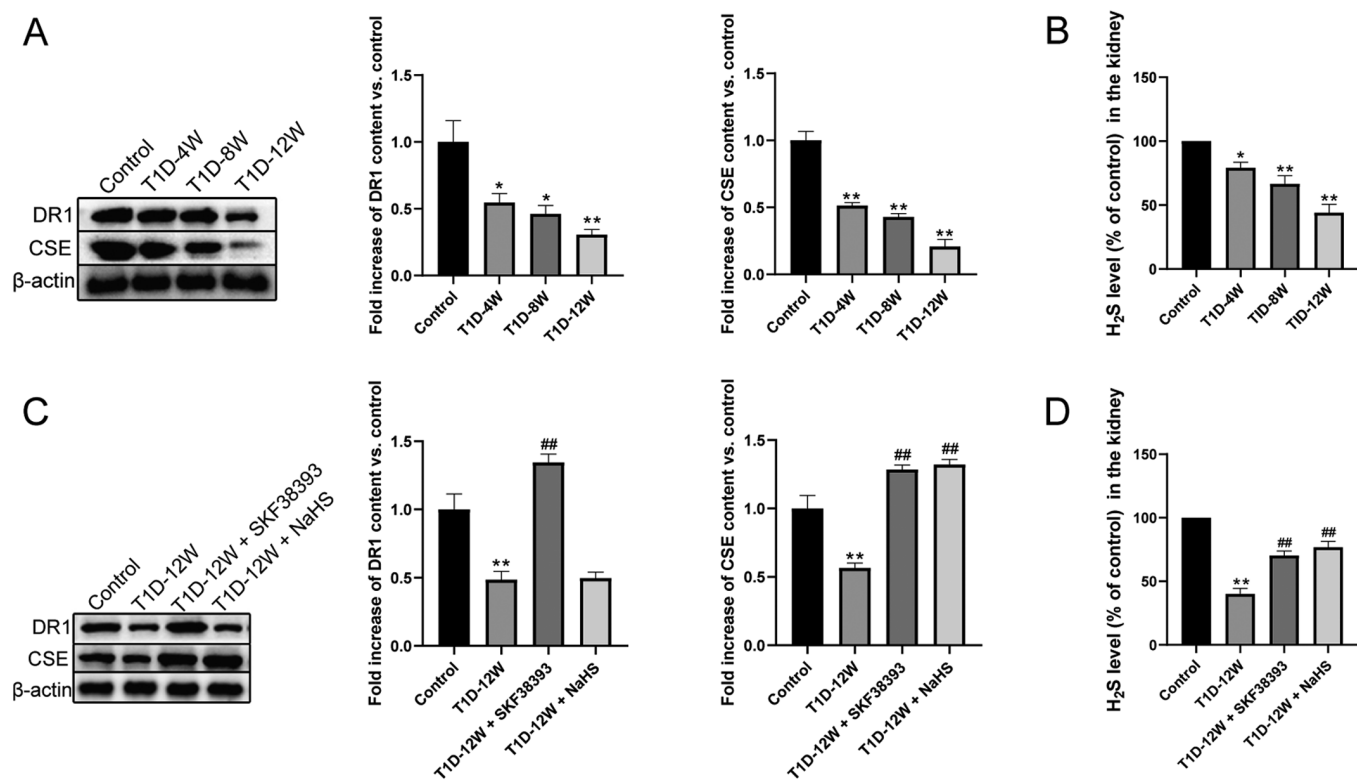 A
Control
T1D-4W
T1D-8W
T1D-12W
DR1
CSE
β-actin
Fold increase of DR1 content vs. control
1.5
1.0
0.5
0.0
*
*
**
Control
T1D-4W
T1D-8W
T1D-12W
Fold increase of CSE content vs. control
1.5
1.0
0.5
0.0
**
**
**
Control
T1D-4W
T1D-8W
T1D-12W
B
H₂S level (% of control) in the kidney
150
100
50
0
*
**
**
Control
T1D-4W
TID-8W
TID-12W
C
Control
T1D-12W
T1D-12W + SKF38393
T1D-12W + NaHS
DR1
CSE
β-actin
Fold increase of DR1 content vs. control
1.5
1.0
0.5
0.0
**
##
Control
T1D-12W
T1D-12W + SKF38393
T1D-12W + NaHS
Fold increase of CSE content vs. control
1.5
1.0
0.5
0.0
**
##
##
Control
T1D-12W
T1D-12W + SKF38393
T1D-12W + NaHS
D
H₂S level (% of control) in the kidney
150
100
50
0
**
##
##
Control
T1D-12W
T1D-12W + SKF38393
T1D-12W + NaHS